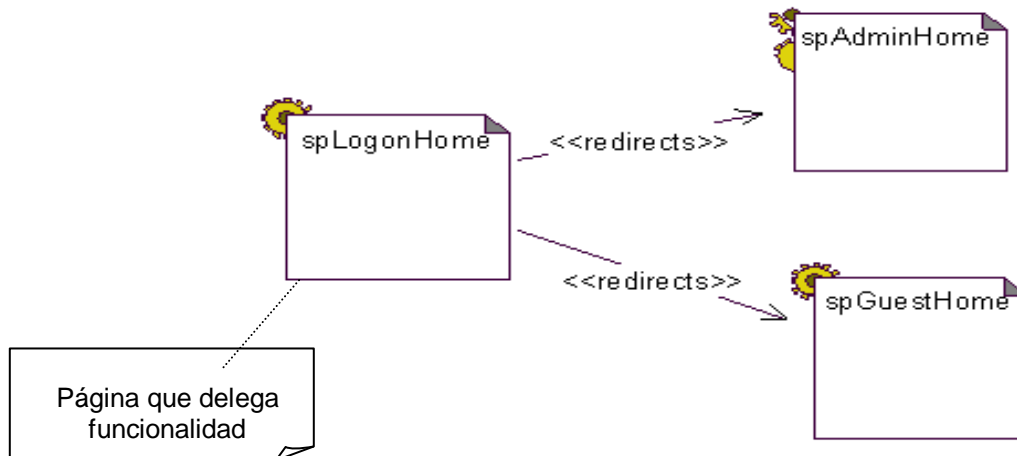 spAdminHome
spLogonHome
<<redirects>>
<<redirects>>
spGuestHome
Página que delega
funcionalidad